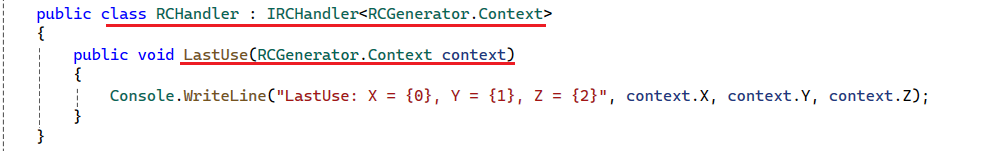 public class RCHandler : IRCHandler<RCGenerator.Context>
{
public void LastUse(RCGenerator.Context context)
{
Console.WriteLine("LastUse: X = {0}, Y = {1}, Z = {2}", context.X, context.Y, context.Z);
}
}